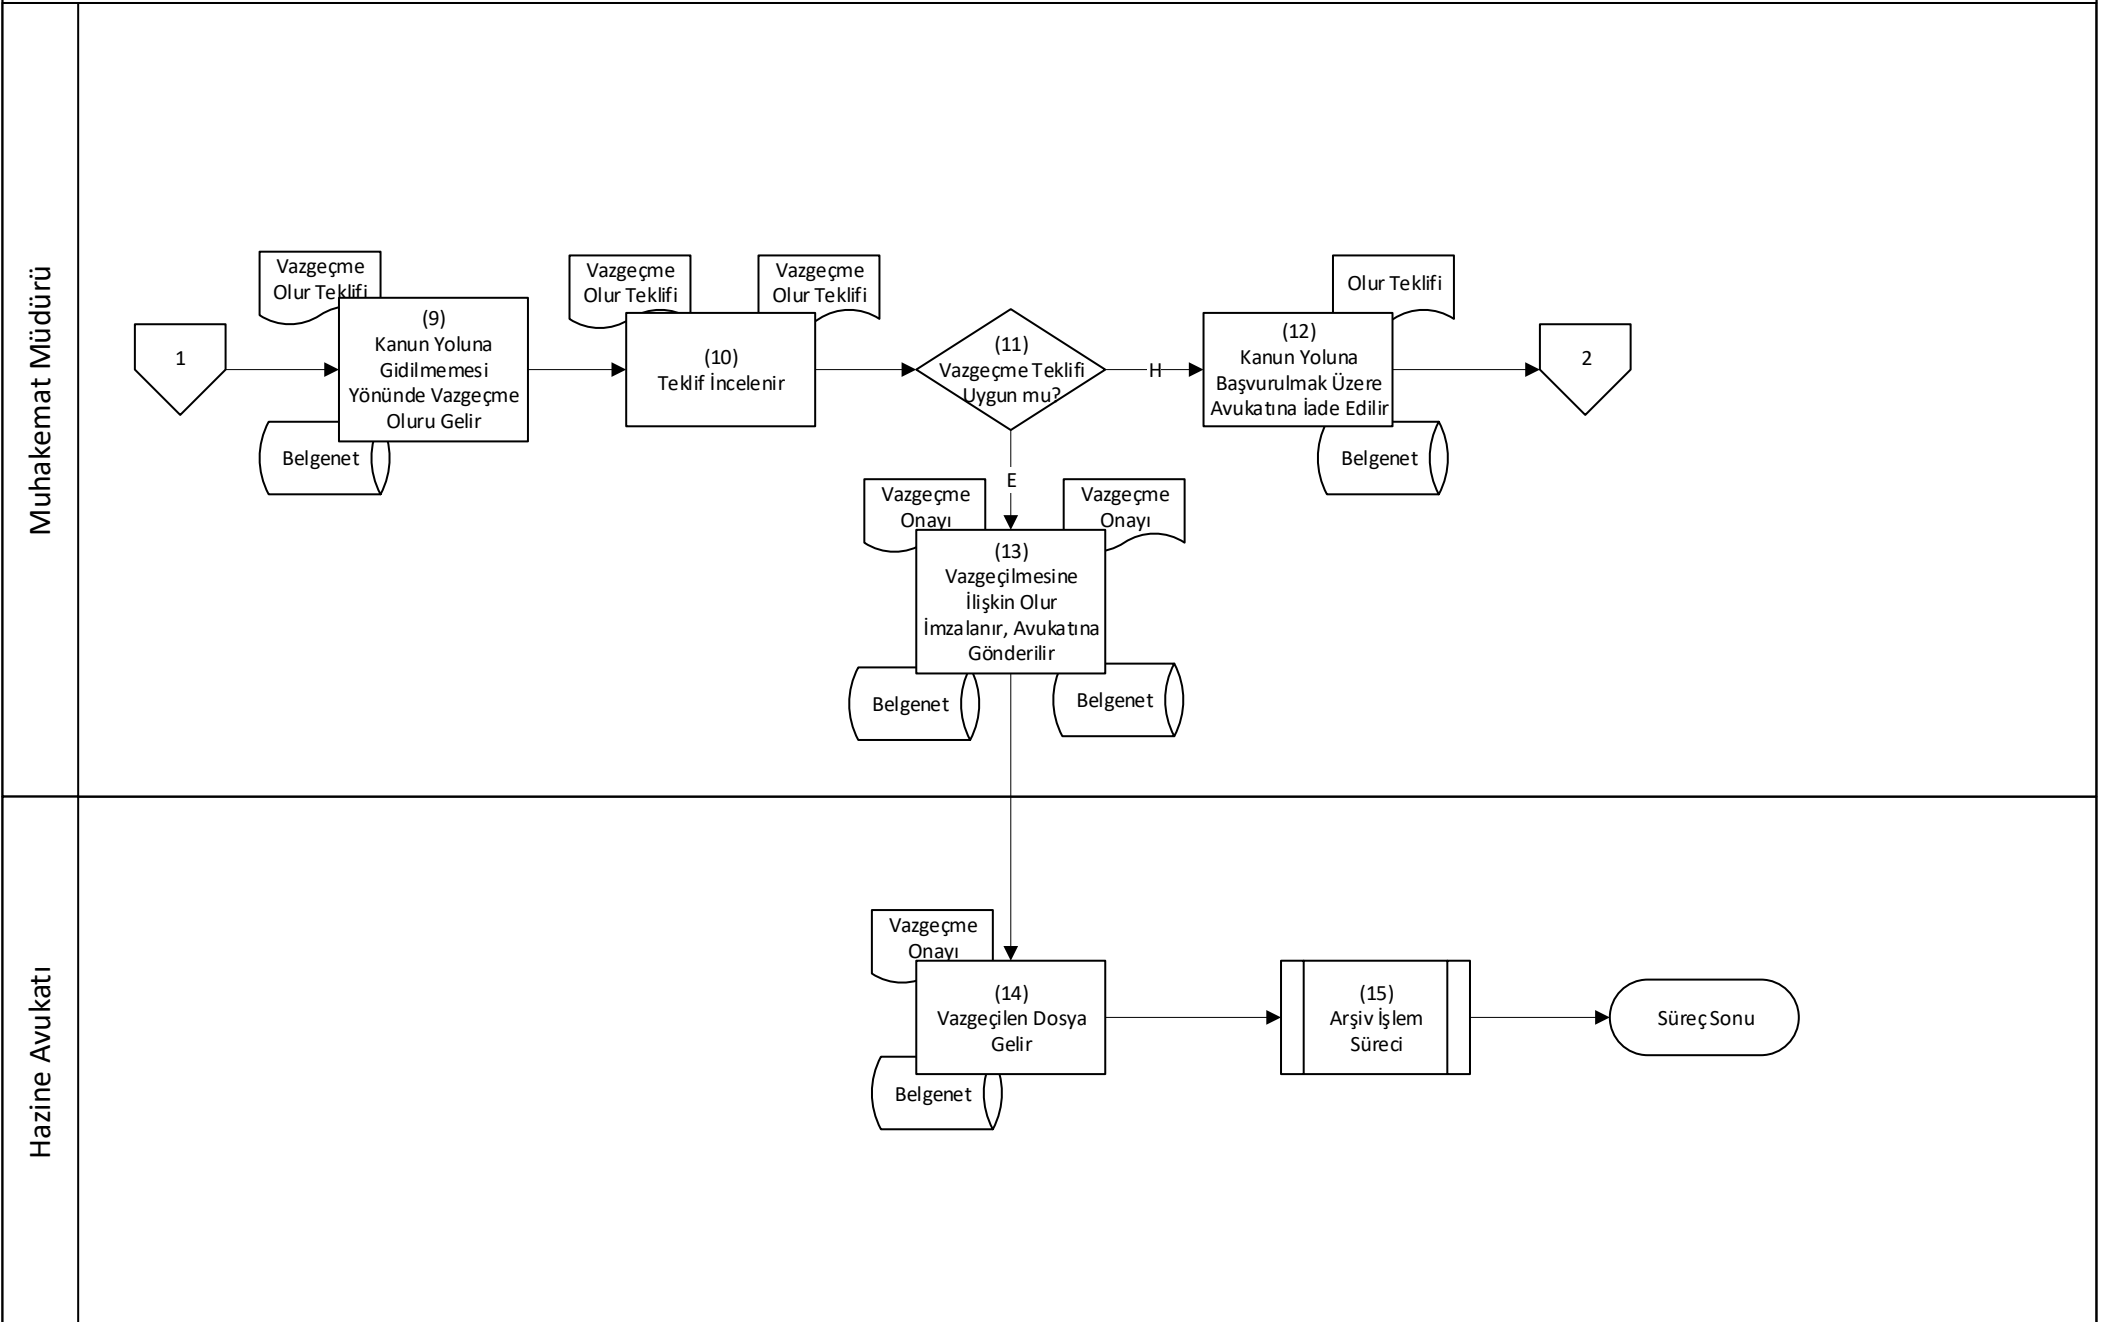 Muhakemat Müdürü
1
Vazgeçme
Olur Teklifi
(9)
Kanun Yoluna
Gidilmemesi
Yönünde Vazgeçme
Oluru Gelir
Belgenet
Vazgeçme
Olur Teklifi
Vazgeçme
Olur Teklifi
(10)
Teklif İncelenir
(11)
Vazgeçme Teklifi
Uygun mu?
H
Olur Teklifi
(12)
Kanun Yoluna
Başvurulmak Üzere
Avukatına İade Edilir
Belgenet
2
E
Vazgeçme
Onayı
Vazgeçme
Onayı
(13)
Vazgeçilmesine
İlişkin Olur
İmzalanır, Avukatına
Gönderilir
Belgenet
Belgenet
Hazine Avukatı
Vazgeçme
Onayı
(14)
Vazgeçilen Dosya
Gelir
Belgenet
(15)
Arşiv İşlem
Süreci
Süreç Sonu